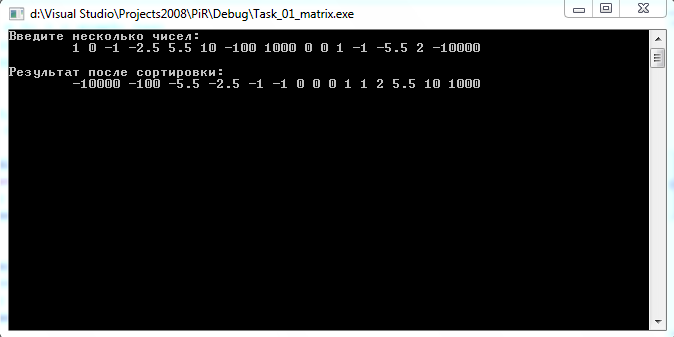 d:\Visual Studio\Projects2008\PiR\Debug\Task_01_matrix.exe
Введите несколько чисел:
1 0 -1 -2.5 5.5 10 -100 1000 0 0 1 -1 -5.5 2 -10000
Результат после сортировки:
-10000 -100 -5.5 -2.5 -1 -1 0 0 0 1 1 2 5.5 10 1000